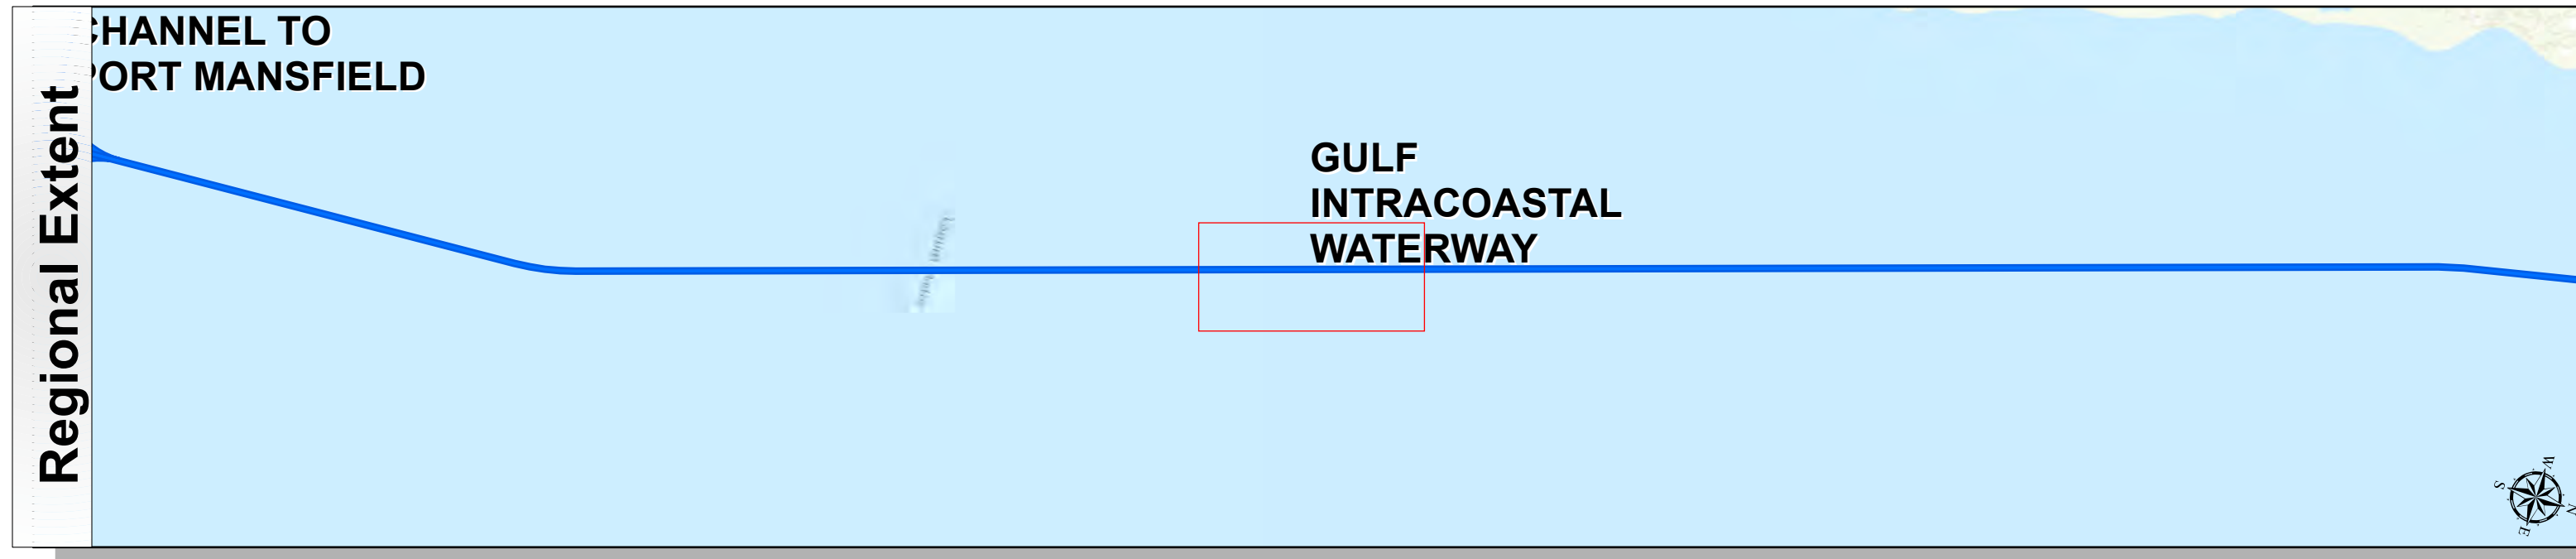 CHANNEL TO
PORT MANSFIELD
Regional Extent
GULF
INTRACOASTAL
WATERWAY
W
S
N
E